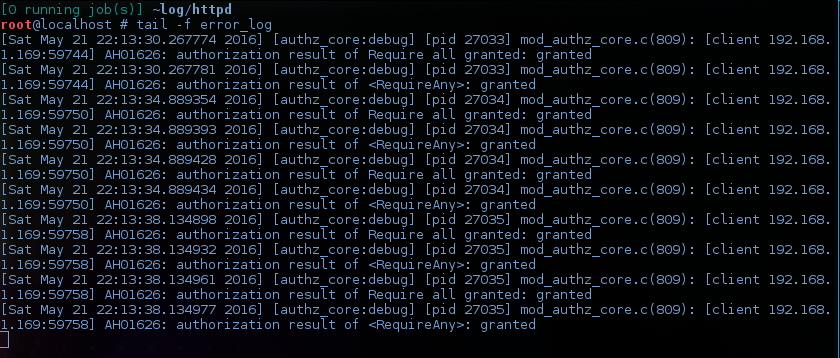 [0 running job(s)] ~log/httpd
root@localhost # tail -f error_log
[Sat May 21 22:13:30.267774 2016] [authz_core:debug] [pid 27033] mod_authz_core.c(809): [client 192.168.
1.169:59744] AH01626: authorization result of Require all granted: granted
[Sat May 21 22:13:30.267781 2016] [authz_core:debug] [pid 27033] mod_authz_core.c(809): [client 192.168.
1.169:59744] AH01626: authorization result of <RequireAny>: granted
[Sat May 21 22:13:34.889354 2016] [authz_core:debug] [pid 27034] mod_authz_core.c(809): [client 192.168.
1.169:59750] AH01626: authorization result of Require all granted: granted
[Sat May 21 22:13:34.889393 2016] [authz_core:debug] [pid 27034] mod_authz_core.c(809): [client 192.168.
1.169:59750] AH01626: authorization result of <RequireAny>: granted
[Sat May 21 22:13:34.889428 2016] [authz_core:debug] [pid 27034] mod_authz_core.c(809): [client 192.168.
1.169:59750] AH01626: authorization result of Require all granted: granted
[Sat May 21 22:13:34.889434 2016] [authz_core:debug] [pid 27034] mod_authz_core.c(809): [client 192.168.
1.169:59750] AH01626: authorization result of <RequireAny>: granted
[Sat May 21 22:13:38.134898 2016] [authz_core:debug] [pid 27035] mod_authz_core.c(809): [client 192.168.
1.169:59758] AH01626: authorization result of Require all granted: granted
[Sat May 21 22:13:38.134932 2016] [authz_core:debug] [pid 27035] mod_authz_core.c(809): [client 192.168.
1.169:59758] AH01626: authorization result of <RequireAny>: granted
[Sat May 21 22:13:38.134961 2016] [authz_core:debug] [pid 27035] mod_authz_core.c(809): [client 192.168.
1.169:59758] AH01626: authorization result of Require all granted: granted
[Sat May 21 22:13:38.134977 2016] [authz_core:debug] [pid 27035] mod_authz_core.c(809): [client 192.168.
1.169:59758] AH01626: authorization result of <RequireAny>: granted